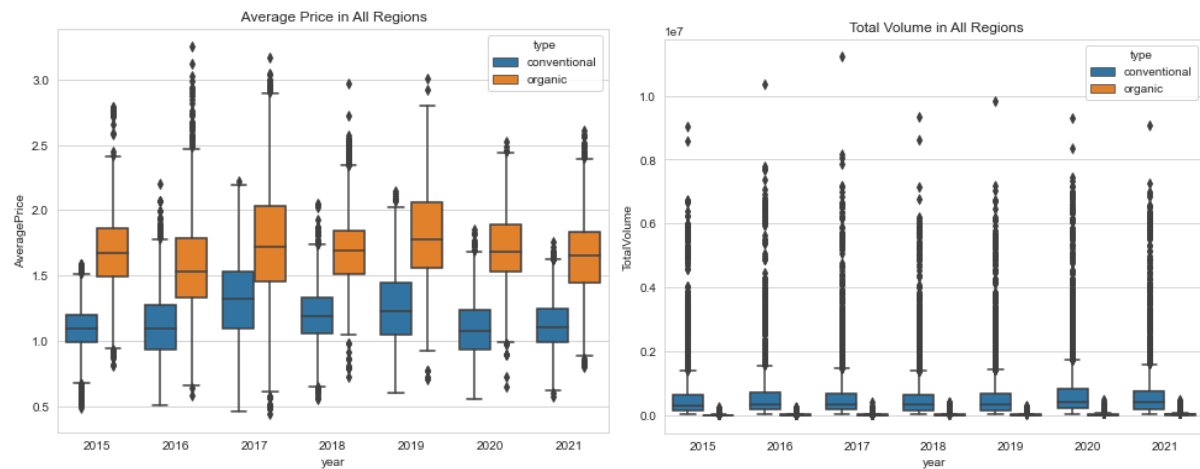 Average Price in All Regions
type
conventional
organic
3.0
2.5
2.0
1.5
1.0
0.5
AveragePrice
2015 2016 2017 2018 2019 2020 2021
year
Total Volume in All Regions
1e7
type
conventional
organic
1.0
0.8
0.6
0.4
0.2
0.0
TotalVolume
2015 2016 2017 2018 2019 2020 2021
year